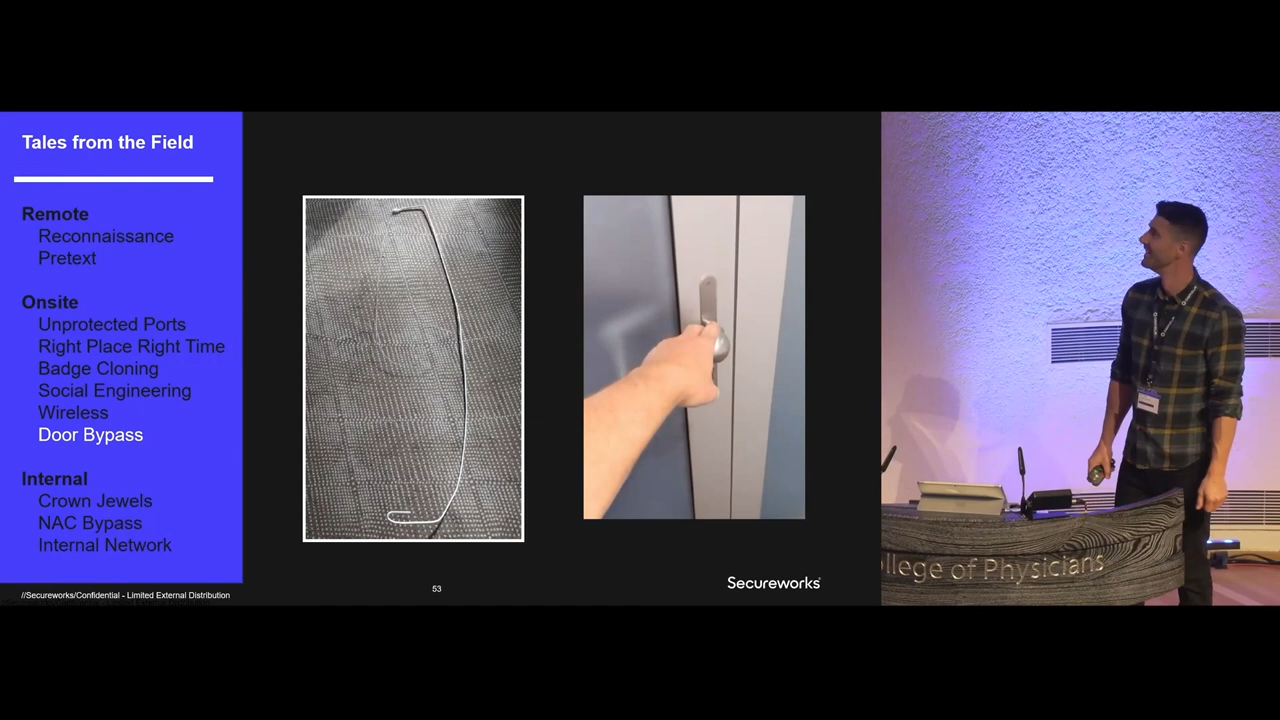 Tales from the Field
Remote
Reconnaissance
Pretext
Onsite
Unprotected Ports
Right Place Right Time
Badge Cloning
Social Engineering
Wireless
Door Bypass
Internal
Crown Jewels
NAC Bypass
Internal Network
//Secureworks/Confidential - Limited External Distribution
53
Secureworks
llege of Physicians